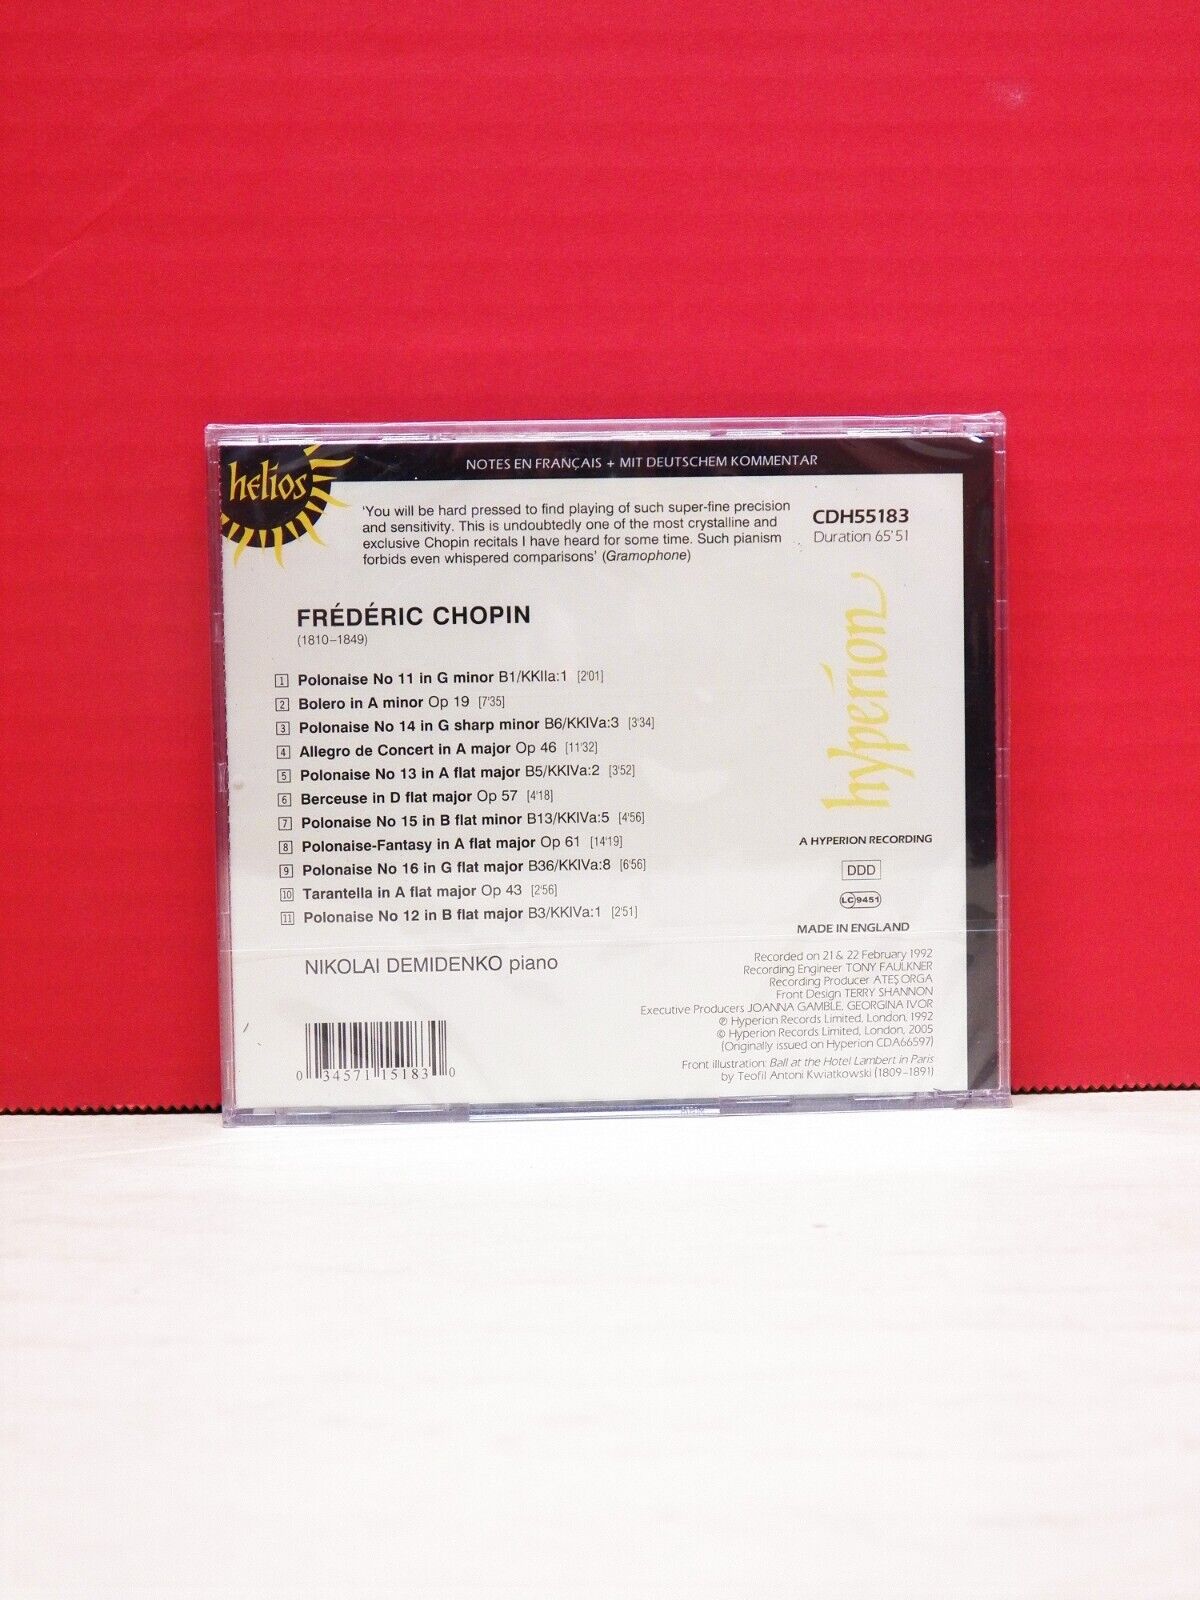 helios
NOTES EN FRANÇAIS + MIT DEUTSCHEM KOMMENTAR
'You will be hard pressed to find playing of such super-fine precision
and sensitivity. This is undoubtedly one of the most crystalline and
exclusive Chopin recitals I have heard for some time. Such pianism
forbids even whispered comparisons' (Gramophone)
CDH55183
Duration 65'51
FRÉDÉRIC CHOPIN
(1810–1849)
1 Polonaise No 11 in G minor B1/KKIIa:1 [2'01]
2 Bolero in A minor Op 19 [7'35]
3 Polonaise No 14 in G sharp minor B6/KKIVa:3 [3'34]
4 Allegro de Concert in A major Op 46 [11'32]
5 Polonaise No 13 in A flat major B5/KKIVa:2 [3'52]
6 Berceuse in D flat major Op 57 [4'18]
7 Polonaise No 15 in B flat minor B13/KKIVa:5 [4'56]
8 Polonaise-Fantasy in A flat major Op 61 [14'19]
9 Polonaise No 16 in G flat major B36/KKIVa:8 [6'56]
10 Tarantella in A flat major Op 43 [2'56]
11 Polonaise No 12 in B flat major B3/KKIVa:1 [2'51]
NIKOLAI DEMIDENKO piano
hyperion
A HYPERION RECORDING
DDD
LC 9451
MADE IN ENGLAND
Recorded on 21 & 22 February 1992
Recording Engineer TONY FAULKNER
Recording Producer ATEŞ ORGA
Front Design TERRY SHANNON
Executive Producers JOANNA GAMBLE, GEORGINA IVOR
℗ Hyperion Records Limited, London, 1992
© Hyperion Records Limited, London, 2005
(Originally issued on Hyperion CDA66597)
Front illustration: Ball at the Hotel Lambert in Paris
by Teofil Antoni Kwiatkowski (1809–1891)
0 34571 15183 0